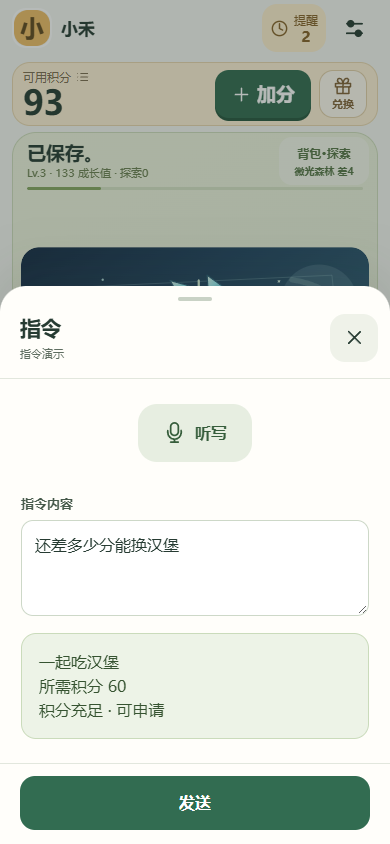 小 小禾
提醒
2
可用积分
93
加分
兑换
已保存。
Lv.3 · 133 成长值 · 探索0
背包•探索
微光森林 差4
指令
指令演示
听写
指令内容
还差多少分能换汉堡
一起吃汉堡
所需积分 60
积分充足 · 可申请
发送